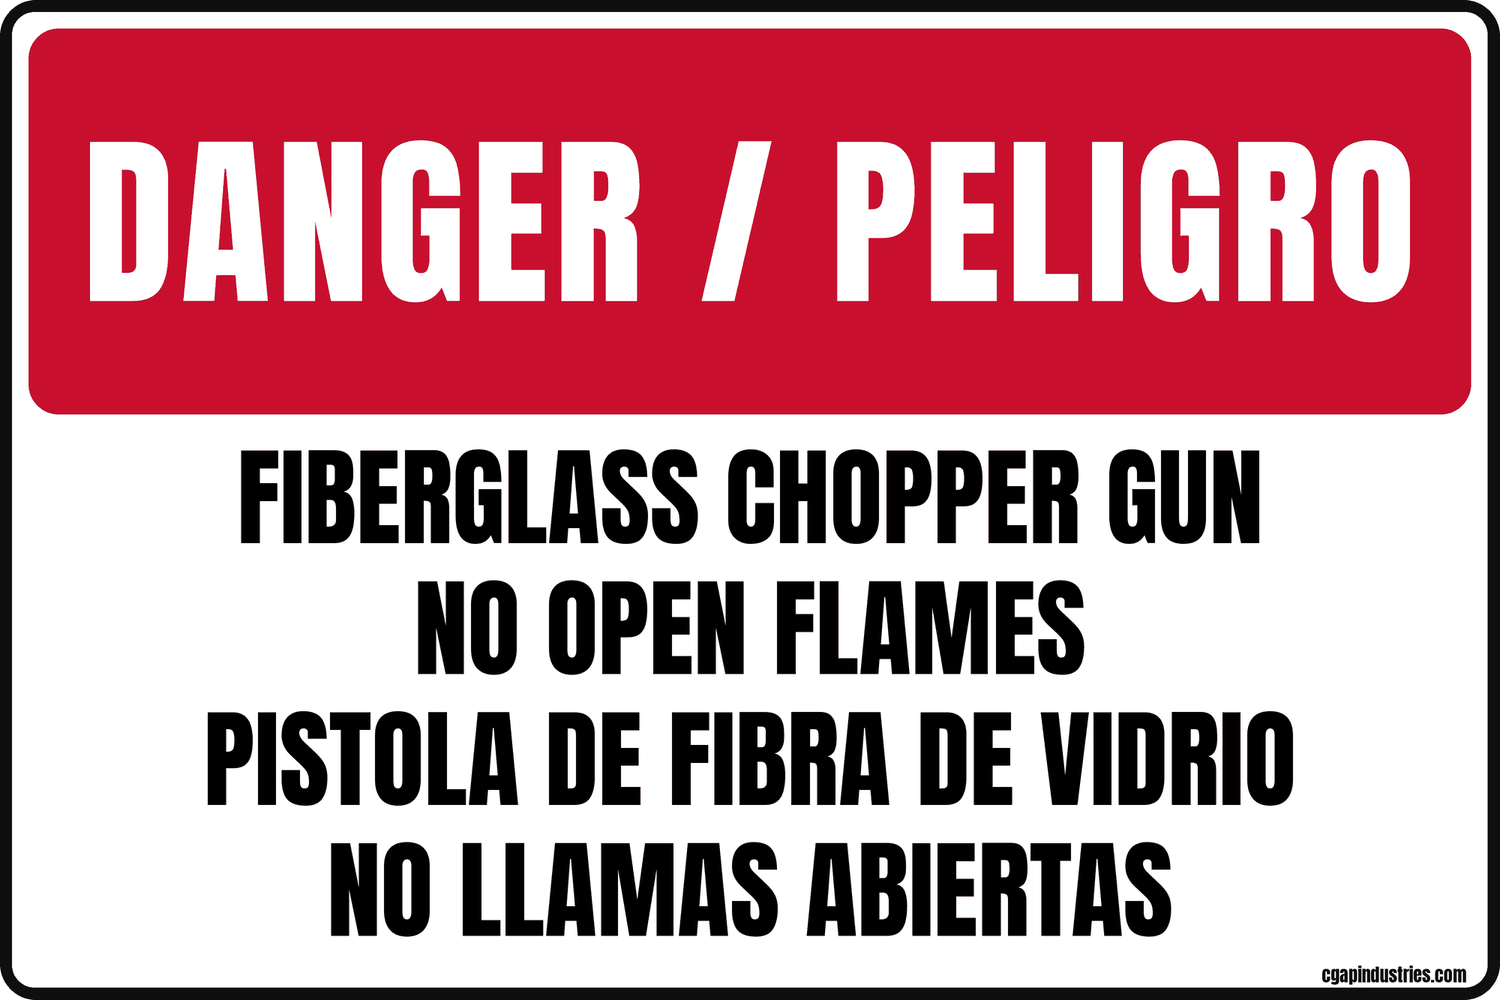 DANGER / PELIGRO
FIBERGLASS CHOPPER GUN
NO OPEN FLAMES
PISTOLA DE FIBRA DE VIDRIO
NO LLAMAS ABIERTAS
cgapindustries.com